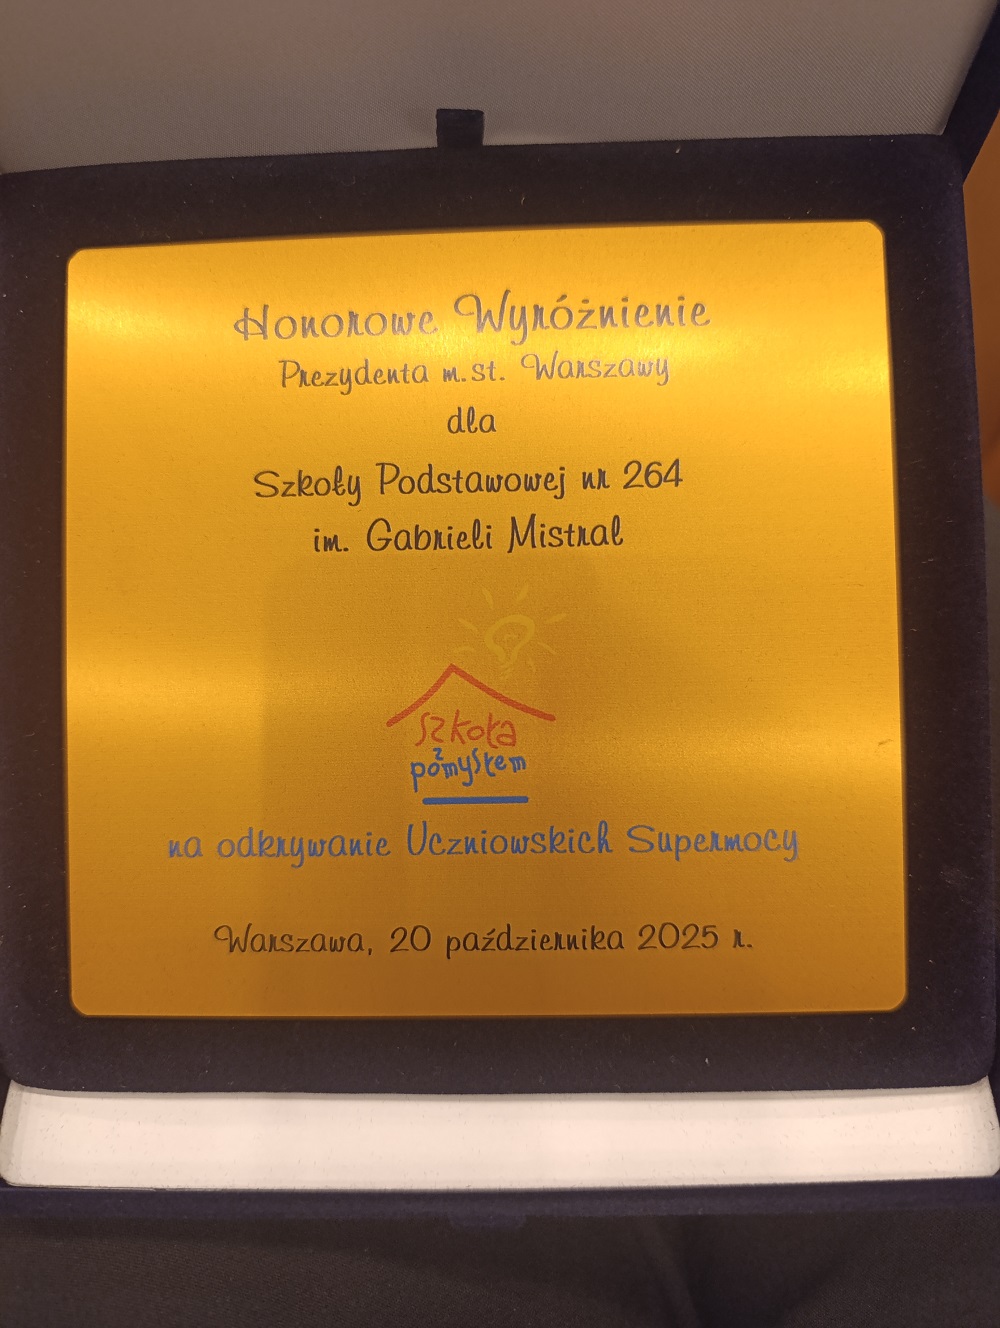 Honorowe Wyróżnienie
Prezydenta m.st. Warszawy
dla
Szkoły Podstawowej nr 264
im. Gabrieli Mistral
szkoła
z
pomysłem
na odkrywanie Uczniowskich Supermocy
Warszawa, 20 października 2025 r.